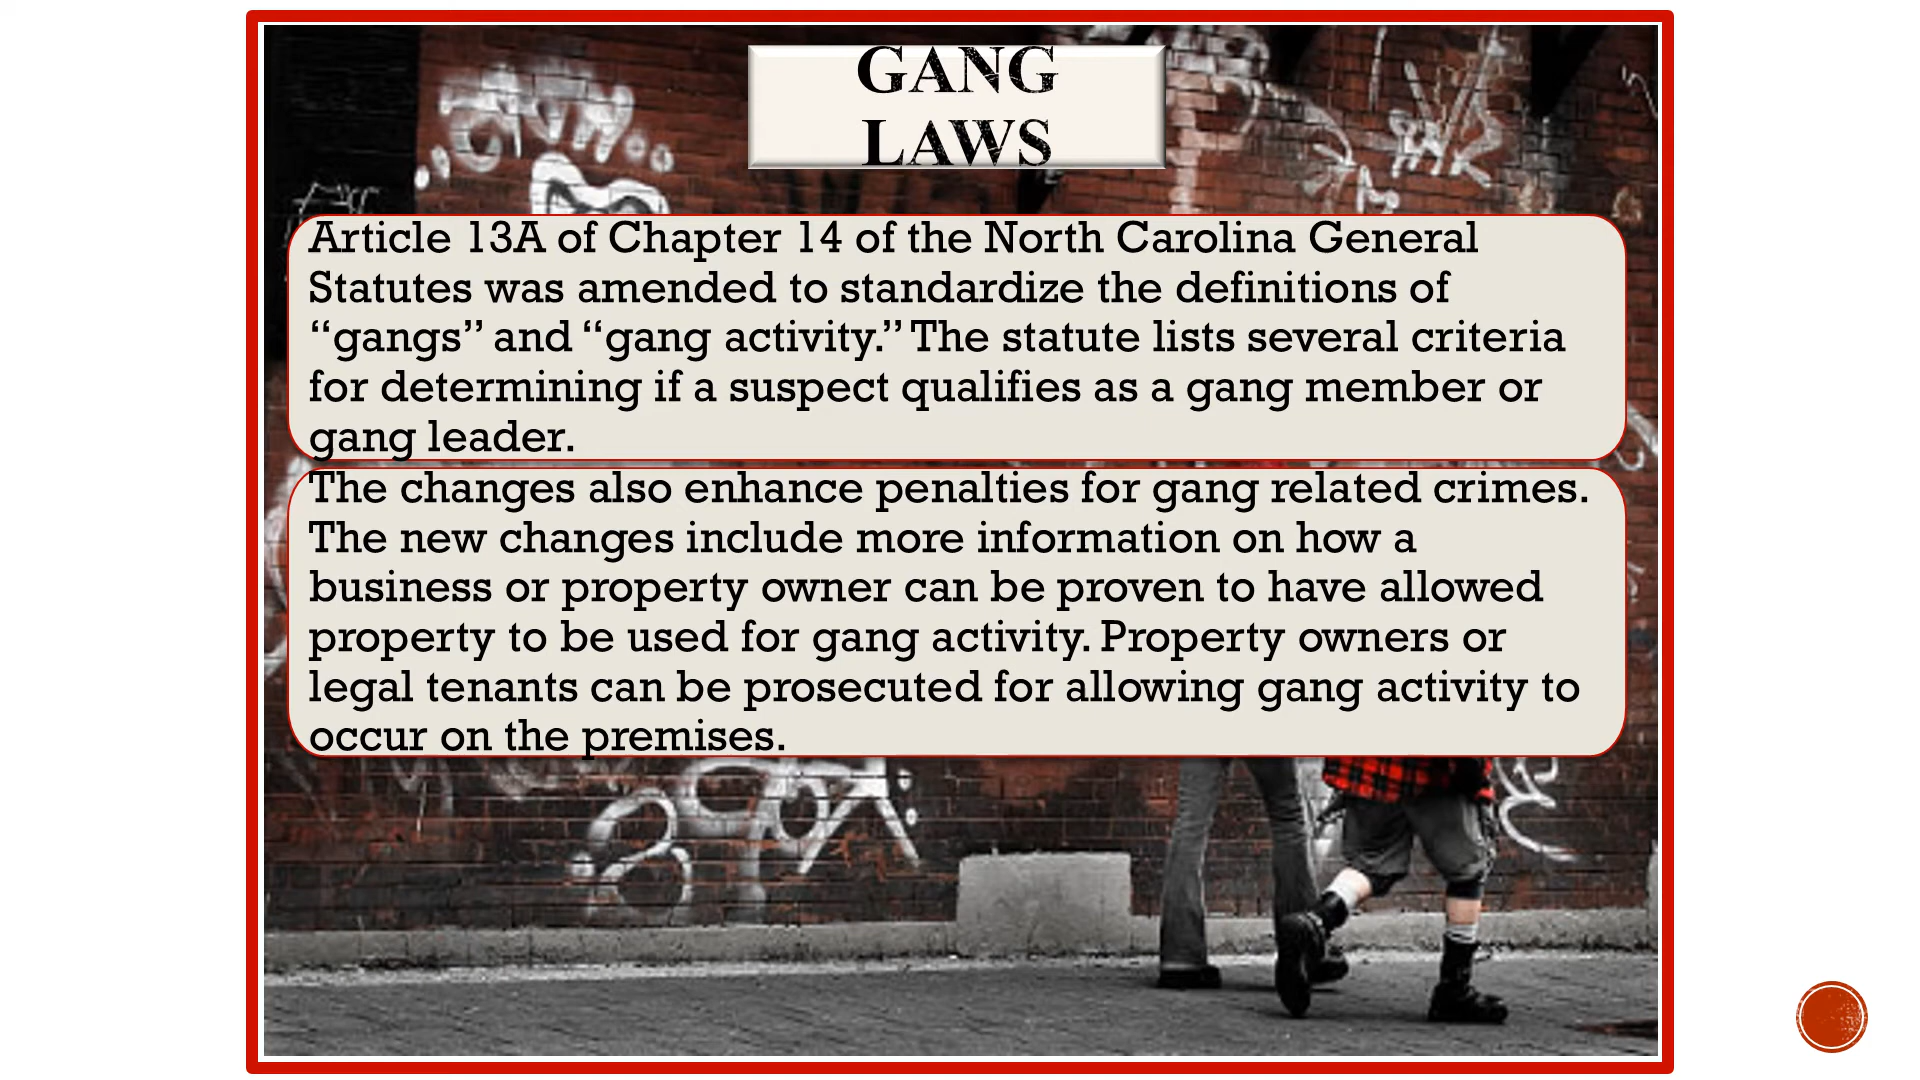 GANG
LAWS
Article 13A of Chapter 14 of the North Carolina General
Statutes was amended to standardize the definitions of
“gangs” and “gang activity.” The statute lists several criteria
for determining if a suspect qualifies as a gang member or
gang leader.
The changes also enhance penalties for gang related crimes.
The new changes include more information on how a
business or property owner can be proven to have allowed
property to be used for gang activity. Property owners or
legal tenants can be prosecuted for allowing gang activity to
occur on the premises.